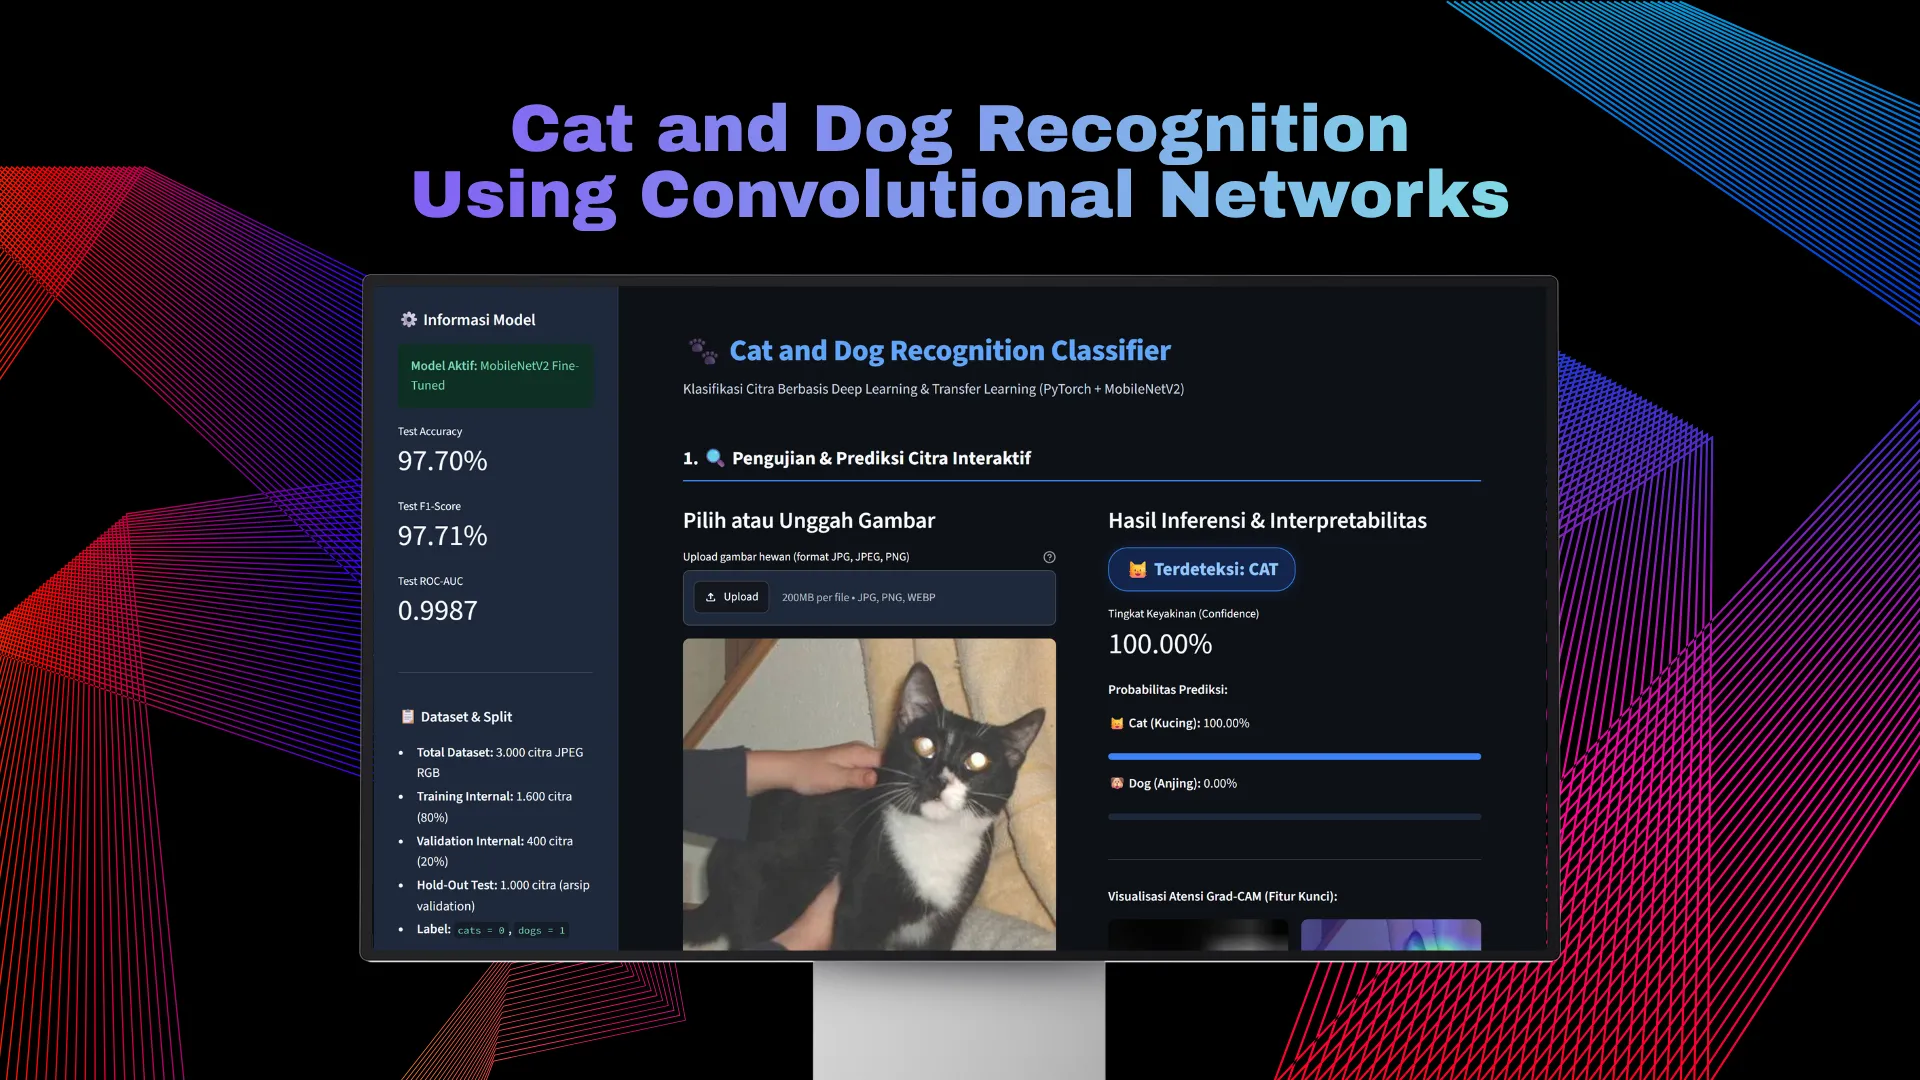 Cat and Dog Recognition
Using Convolutional Networks
Informasi Model
Model Aktif: MobileNetV2 Fine-
Tuned
Test Accuracy
97.70%
Test F1-Score
97.71%
Test ROC-AUC
0.9987
Dataset & Split
Total Dataset: 3.000 citra JPEG
RGB
Training Internal: 1.600 citra
(80%)
Validation Internal: 400 citra
(20%)
Hold-Out Test: 1.000 citra (arsip
validation)
Label: cats = 0, dogs = 1
Cat and Dog Recognition Classifier
Klasifikasi Citra Berbasis Deep Learning & Transfer Learning (PyTorch + MobileNetV2)
1. Pengujian & Prediksi Citra Interaktif
Pilih atau Unggah Gambar
Upload gambar hewan (format JPG, JPEG, PNG)
Upload 200MB per file • JPG, PNG, WEBP
Hasil Inferensi & Interpretabilitas
Terdeteksi: CAT
Tingkat Keyakinan (Confidence)
100.00%
Probabilitas Prediksi:
Cat (Kucing): 100.00%
Dog (Anjing): 0.00%
Visualisasi Atensi Grad-CAM (Fitur Kunci):